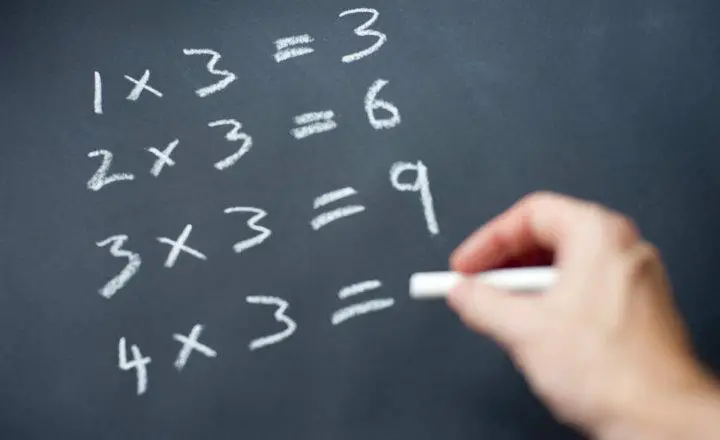 1 × 3 = 3
2 × 3 = 6
3 × 3 = 9
4 × 3 =